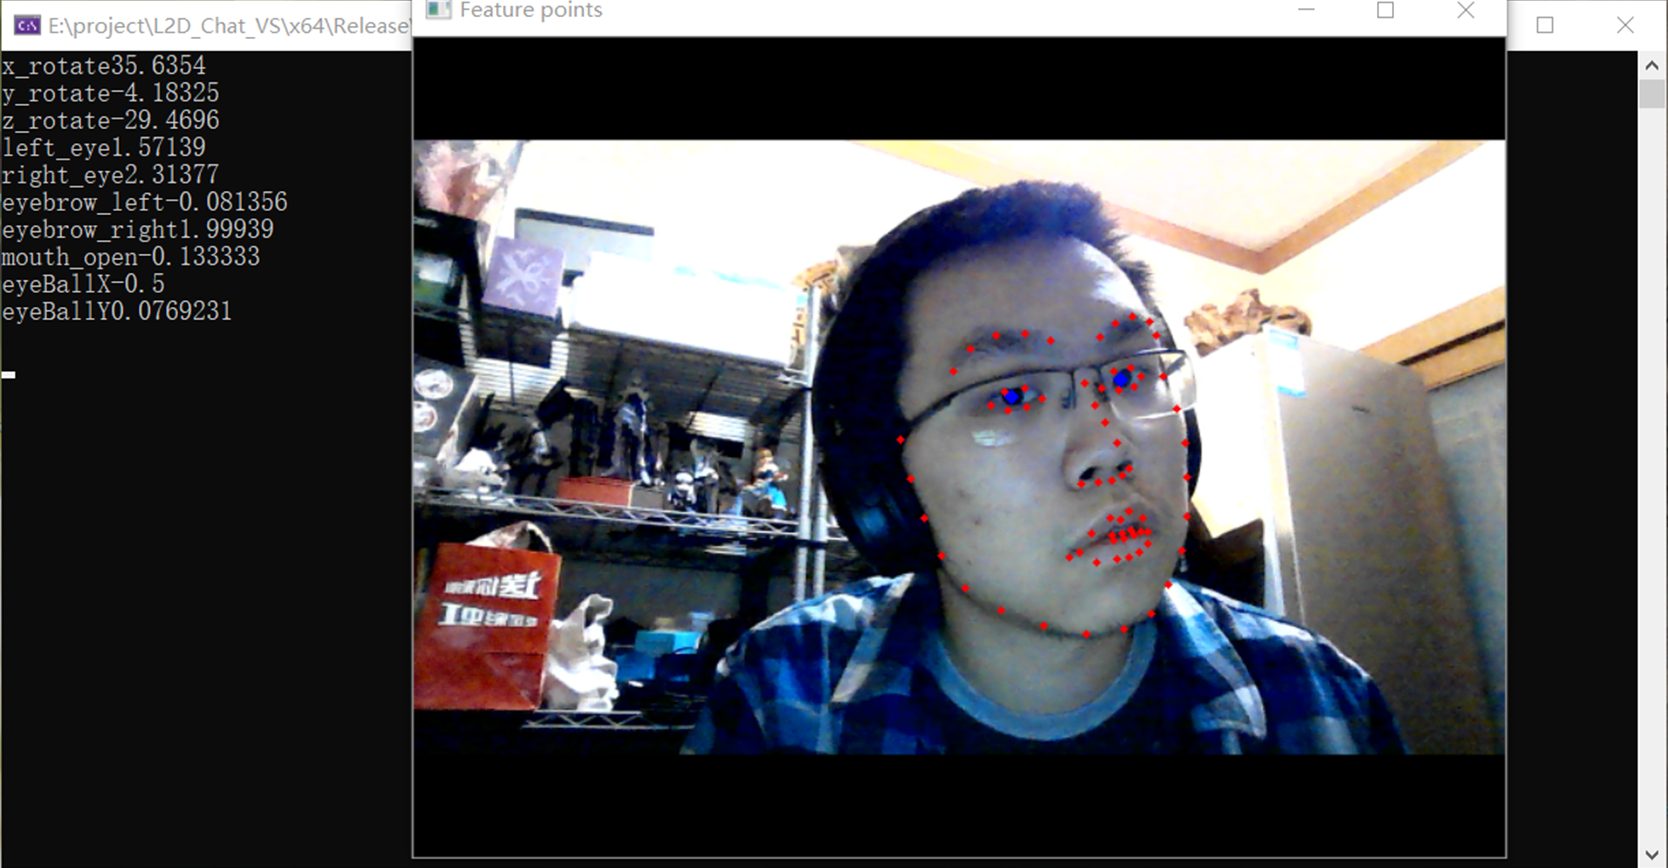 E:\project\L2D_Chat_VS\x64\Release\
Feature points
x_rotate35.6354
y_rotate-4.18325
z_rotate-29.4696
left_eye1.57139
right_eye2.31377
eyebrow_left-0.081356
eyebrow_right1.99939
mouth_open-0.133333
eyeBallX-0.5
eyeBallY0.0769231